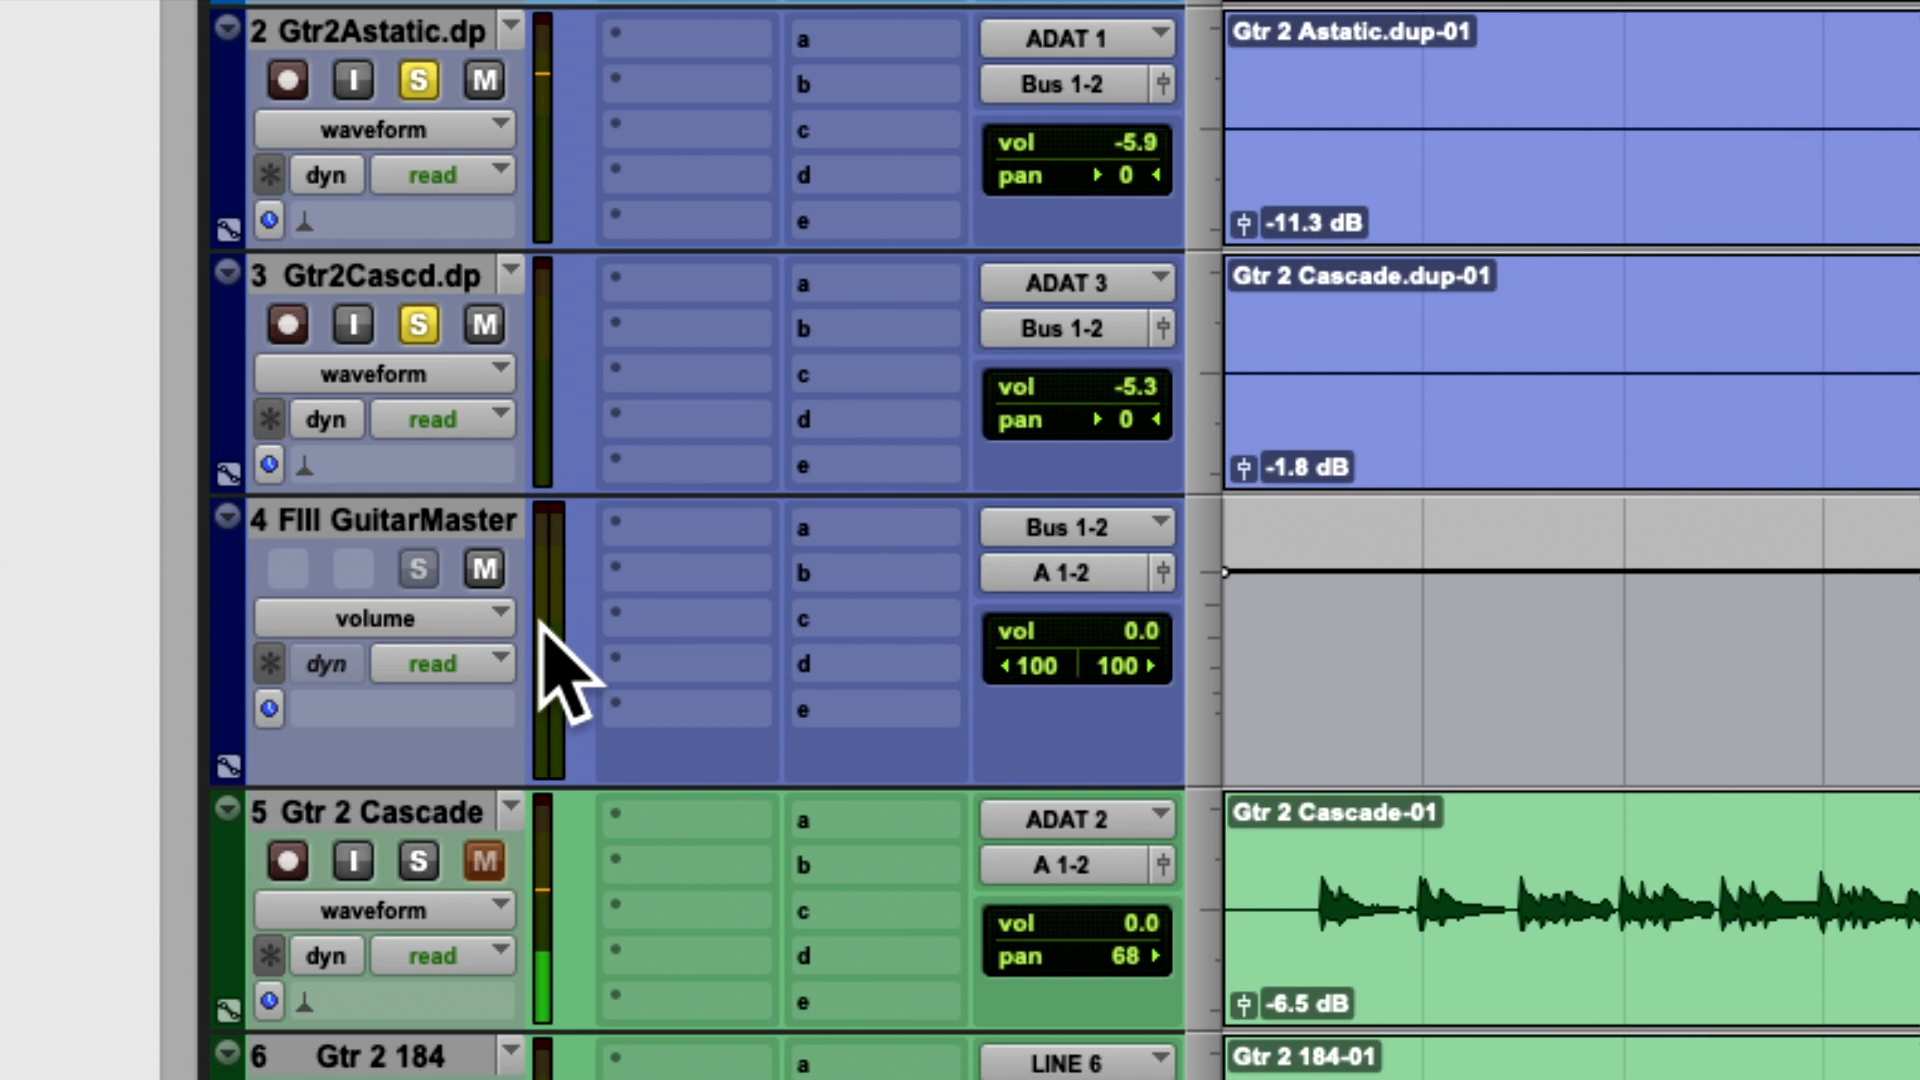 2 Gtr2Astatic.dp
I S M
waveform
dyn read
a
b
c
d
e
ADAT 1
Bus 1-2
vol -5.9
pan 0
Gtr 2 Astatic.dup-01
-11.3 dB
3 Gtr2Cascd.dp
I S M
waveform
dyn read
a
b
c
d
e
ADAT 3
Bus 1-2
vol -5.3
pan 0
Gtr 2 Cascade.dup-01
-1.8 dB
4 FIll GuitarMaster
S M
volume
dyn read
a
b
c
d
e
Bus 1-2
A 1-2
vol 0.0
100 100
5 Gtr 2 Cascade
I S M
waveform
dyn read
a
b
c
d
e
ADAT 2
A 1-2
vol 0.0
pan 68
Gtr 2 Cascade-01
-6.5 dB
6 Gtr 2 184
a
LINE 6
Gtr 2 184-01